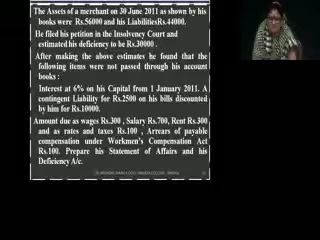 The Assets of a merchant on 30 June 2011 as shown by his
books were Rs.56000 and his LiabilitiesRs.44000.
He filed his petition in the Insolvency Court and
estimated his deficiency to be Rs.30000 .
After making the above estimates he found that the
following items were not passed through his account
books :
Interest at 6% on his Capital from 1 January 2011. A
contingent Liability for Rs.2500 on his bills discounted
by him for Rs.10000.
Amount due as wages Rs.300 , Salary Rs.700, Rent Rs.300
and as rates and taxes Rs.100 , Arrears of payable
compensation under Workmen's Compensation Act
Rs.100. Prepare his Statement of Affairs and his
Deficiency A/c.